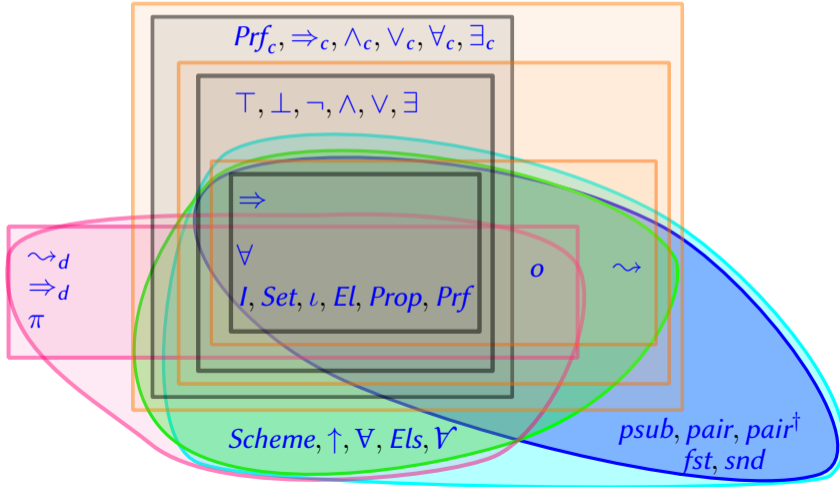 Prf_c, ⇒_c, ∧_c, ∨_c, ∀_c, ∃_c
⊤, ⊥, ¬, ∧, ∨, ∃
⇒
∀
I, Set, ι, El, Prop, Prf
⤳_d
⇒_d
π
o
⤳
Scheme, ↑, ∀, Els, Ɐ
psub, pair, pair†
fst, snd